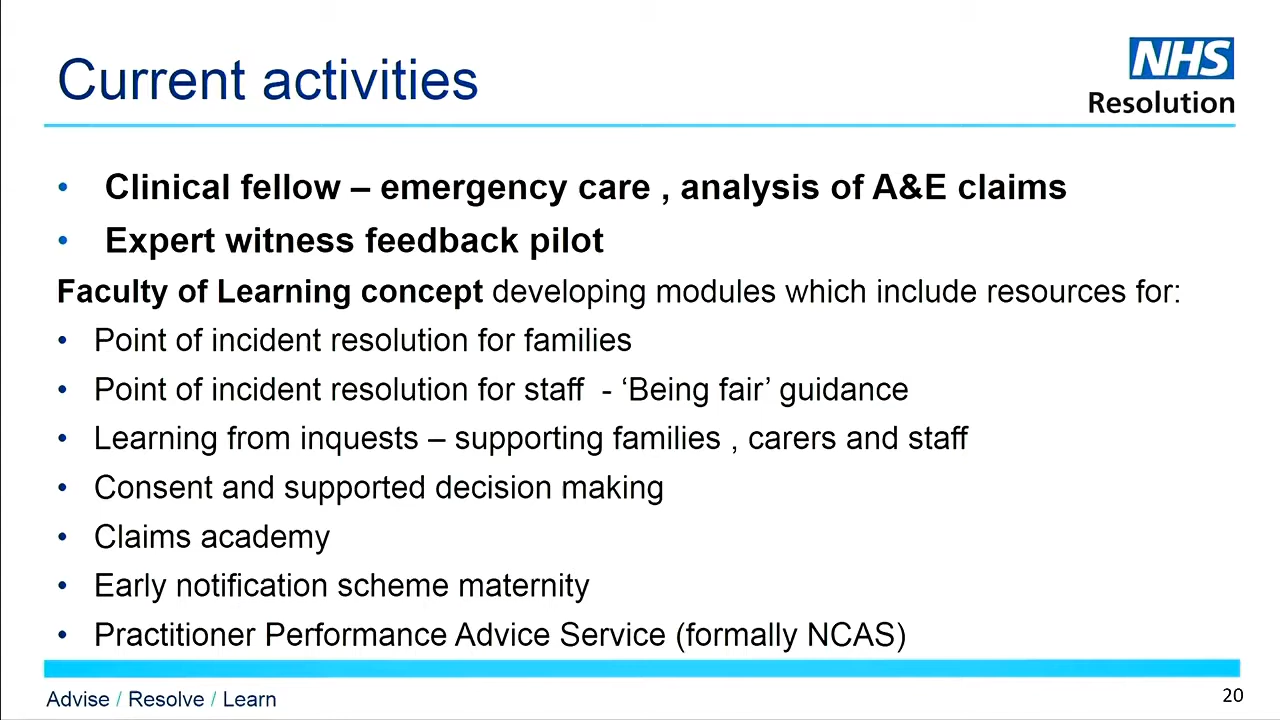 Current activities
NHS
Resolution
• Clinical fellow – emergency care , analysis of A&E claims
• Expert witness feedback pilot
Faculty of Learning concept developing modules which include resources for:
• Point of incident resolution for families
• Point of incident resolution for staff  - ‘Being fair’ guidance
• Learning from inquests – supporting families , carers and staff
• Consent and supported decision making
• Claims academy
• Early notification scheme maternity
• Practitioner Performance Advice Service (formally NCAS)
Advise / Resolve / Learn
20